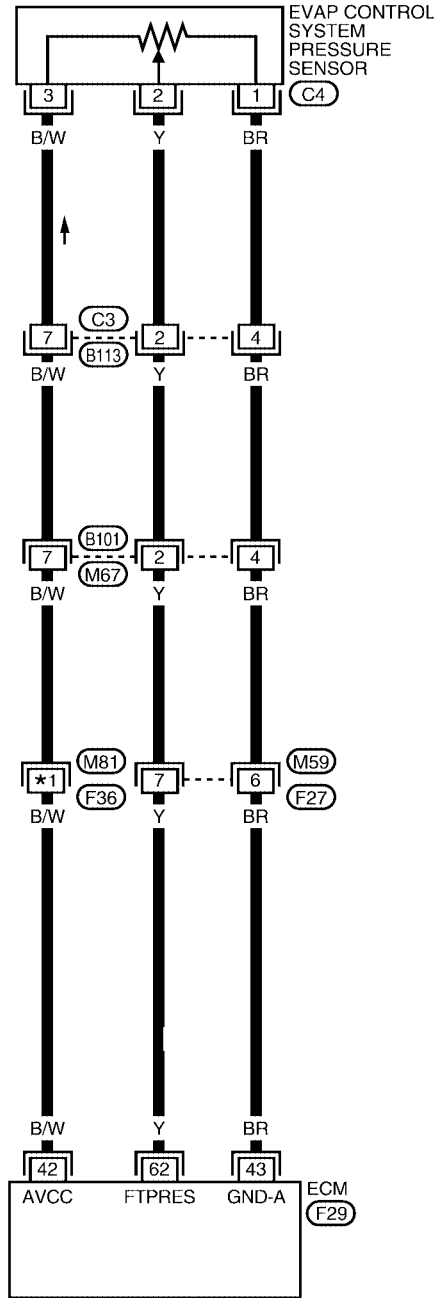 EVAP CONTROL
SYSTEM
PRESSURE
SENSOR
3 2 1 C4
B/W Y BR
C3
7 2 4
B113
B/W Y BR
B101
7 2 4
M67
B/W Y BR
M81 M59
*1 7 6
F36 F27
B/W Y BR
B/W Y BR
42 62 43
AVCC FTPRES GND-A ECM
F29